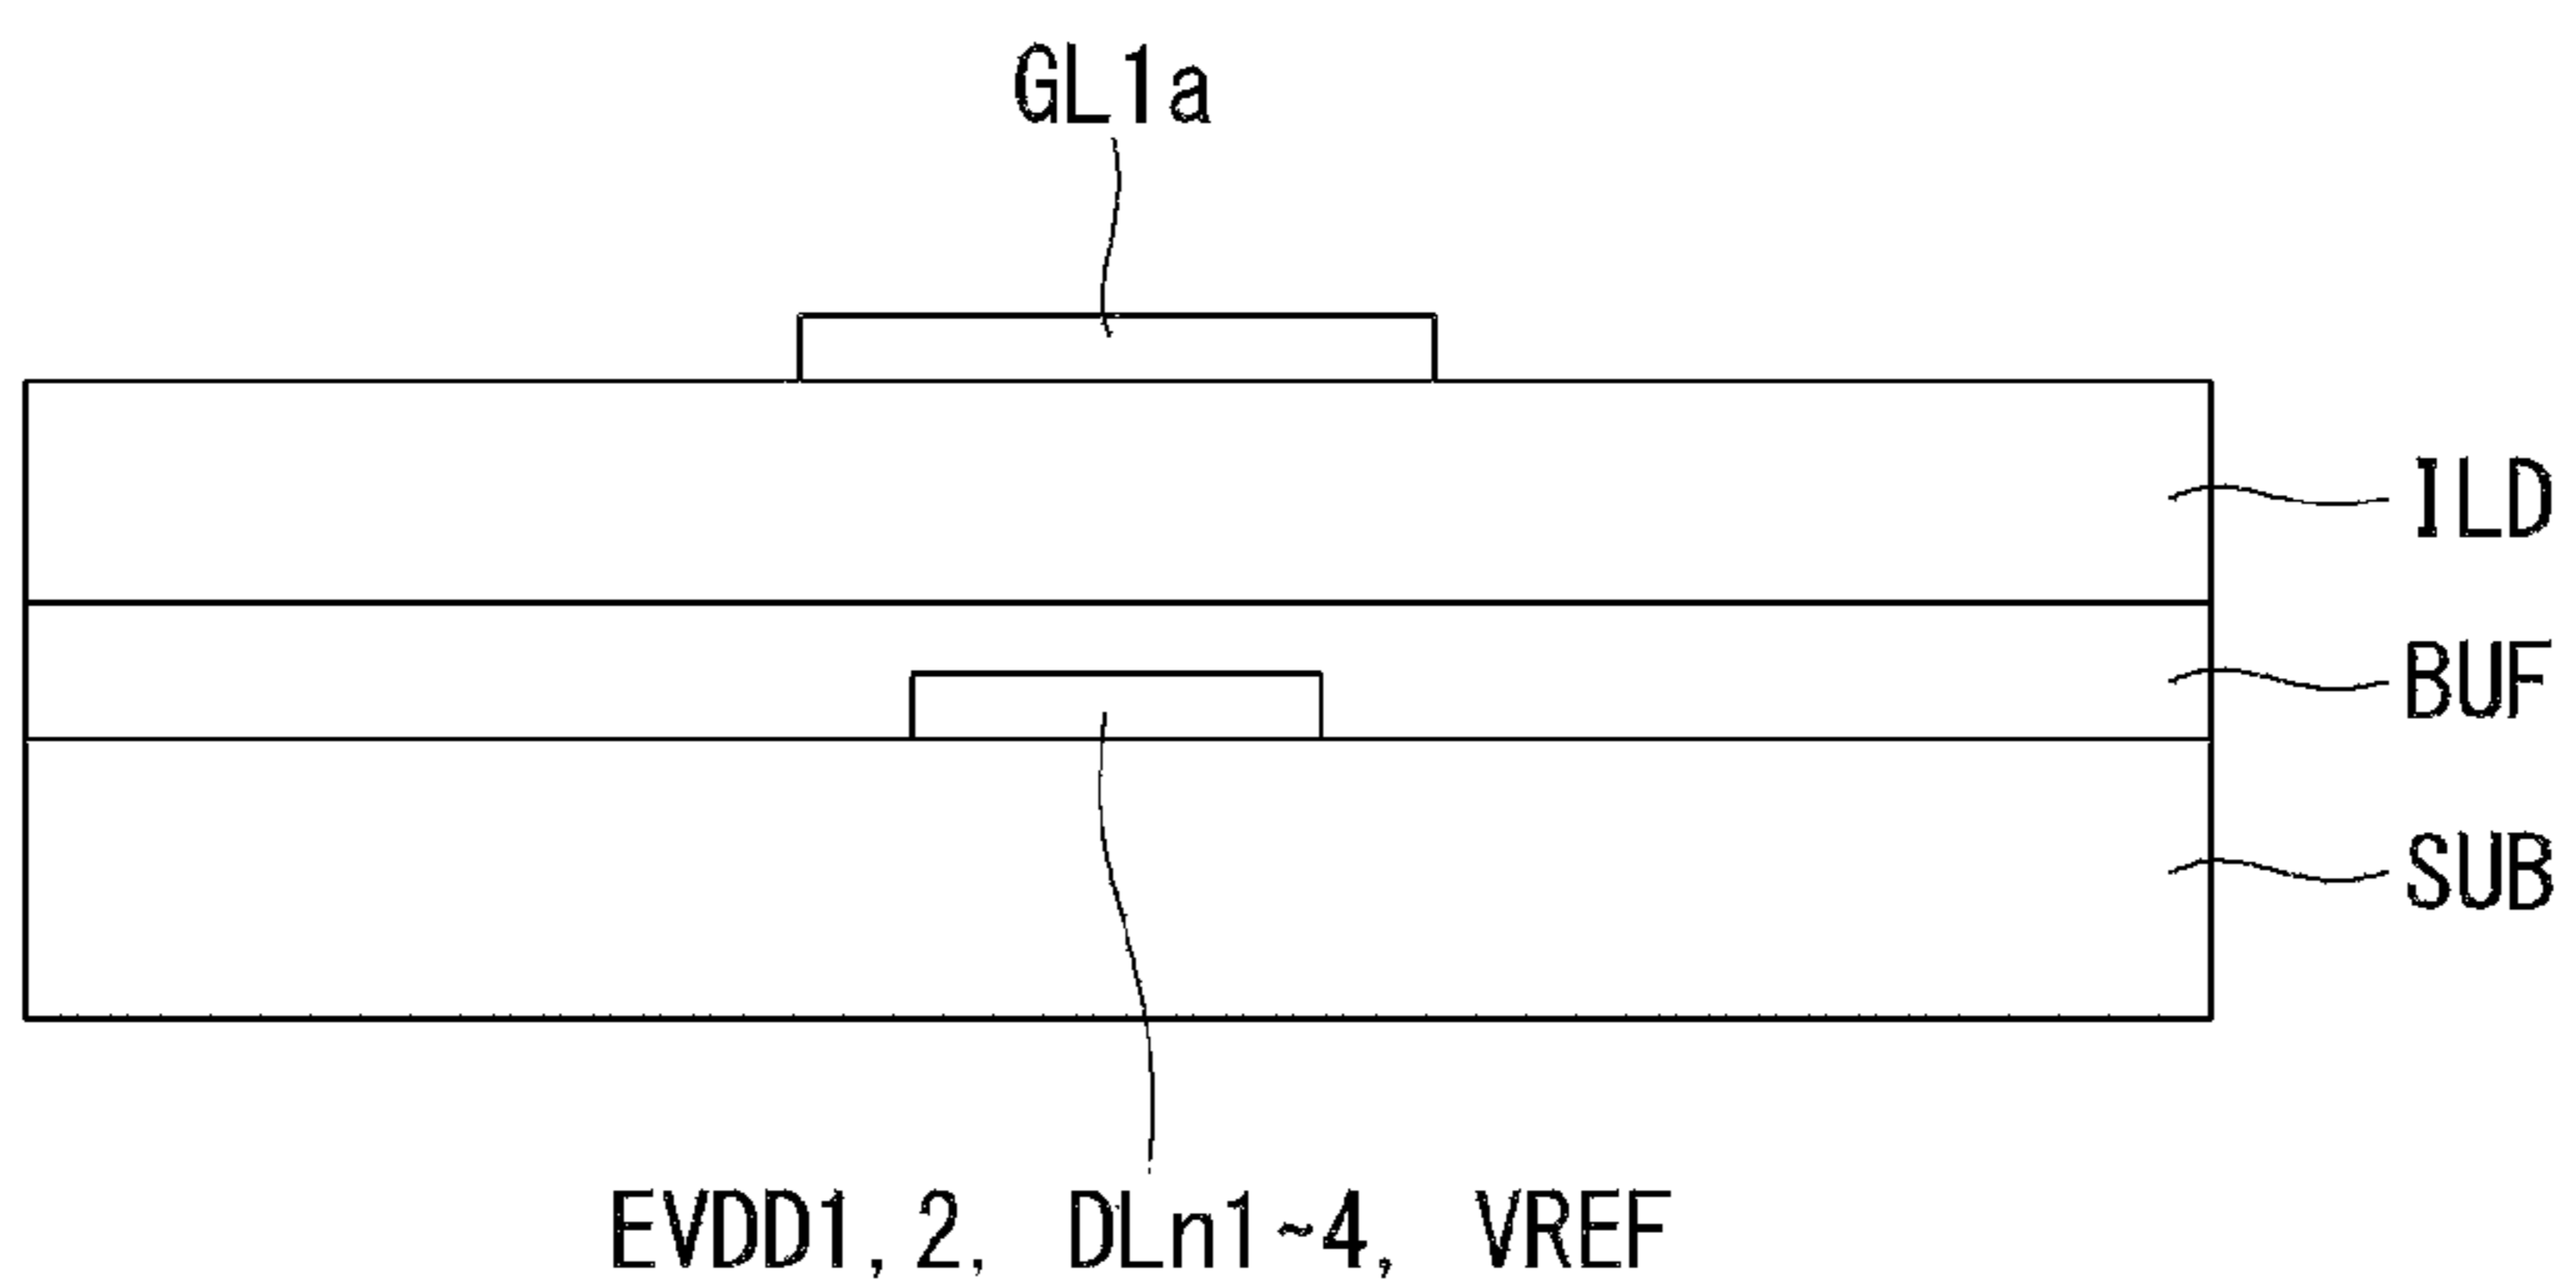 GL1a
ILD
BUF
SUB
EVDD1,2, DLn1~4, VREF